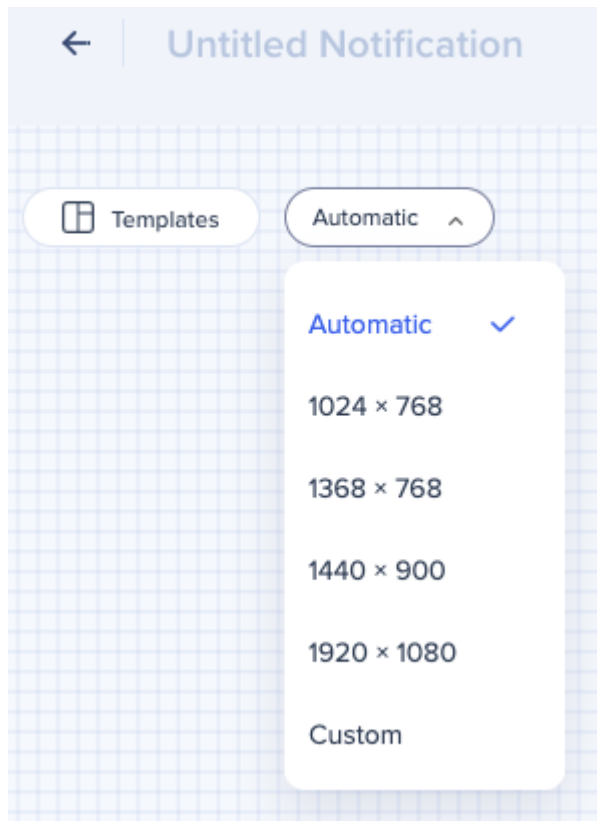 Untitled Notification
Templates
Automatic
Automatic
1024 × 768
1368 × 768
1440 × 900
1920 × 1080
Custom